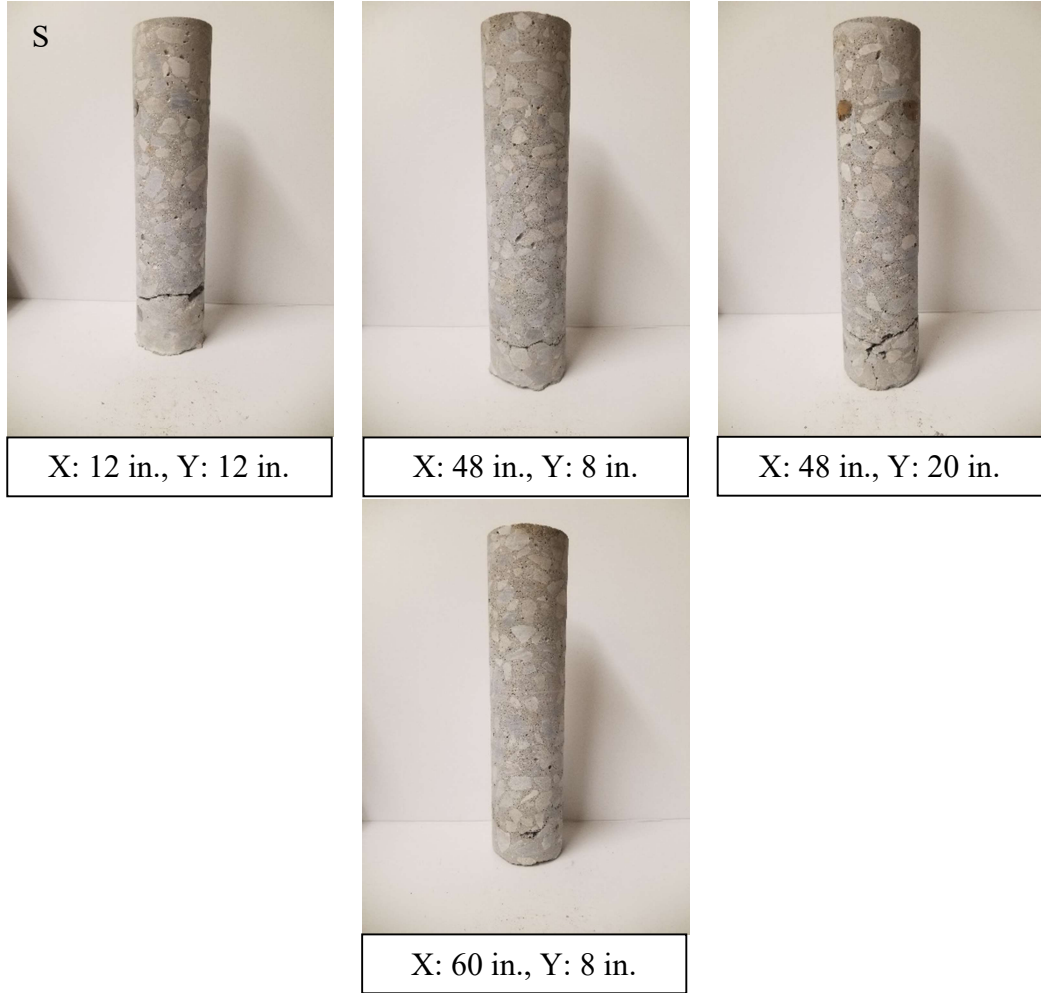 S
X: 12 in., Y: 12 in.
X: 48 in., Y: 8 in.
X: 48 in., Y: 20 in.
X: 60 in., Y: 8 in.